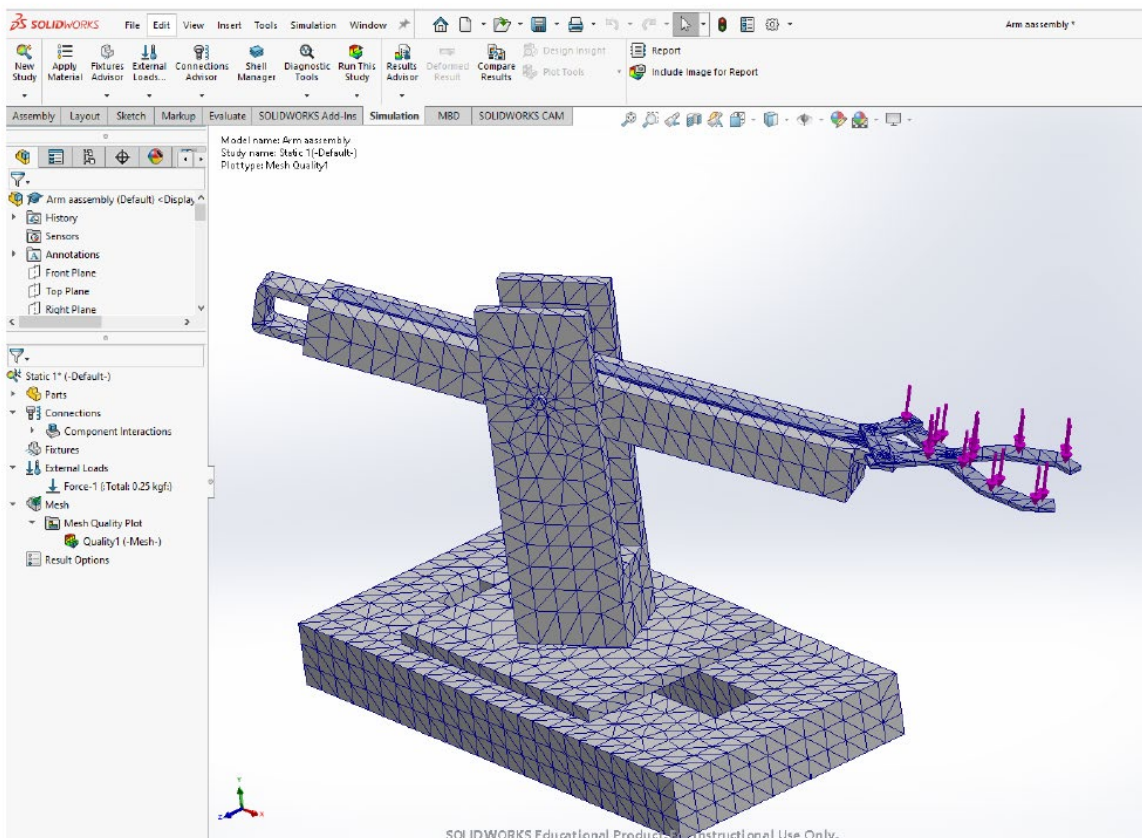 SOLIDWORKS File Edit View Insert Tools Simulation Window Arm aassembly *
New Study Apply Material Fixtures Advisor External Loads... Connections Advisor Shell Manager Diagnostic Tools Run This Study Results Advisor Deformed Result Compare Results Design Insight Plot Tools Report Include Image for Report
Assembly Layout Sketch Markup Evaluate SOLIDWORKS Add-Ins Simulation MBD SOLIDWORKS CAM
Model name: Arm aassembly
Study name: Static 1(-Default-)
Plot type: Mesh Quality1
Arm aassembly (Default) <Display
History
Sensors
Annotations
Front Plane
Top Plane
Right Plane
Static 1* (-Default-)
Parts
Connections
Component Interactions
Fixtures
External Loads
Force-1 (:Total: 0.25 kgf:)
Mesh
Mesh Quality Plot
Quality1 (-Mesh-)
Result Options
SOLIDWORKS Educational Product. For Instructional Use Only.